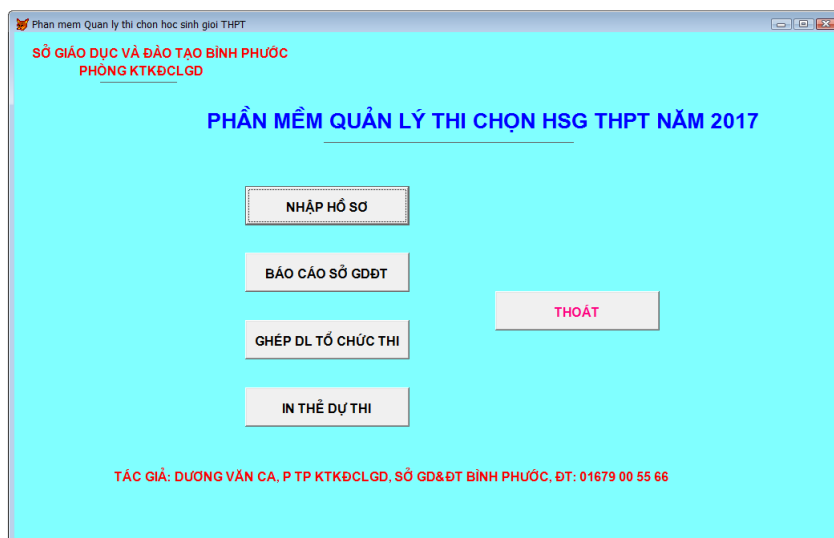 Phan mem Quan ly thi chon hoc sinh gioi THPT
SỞ GIÁO DỤC VÀ ĐÀO TẠO BÌNH PHƯỚC
PHÒNG KTKĐCLGD
PHẦN MỀM QUẢN LÝ THI CHỌN HSG THPT NĂM 2017
NHẬP HỒ SƠ
BÁO CÁO SỞ GDĐT
THOÁT
GHÉP DL TỔ CHỨC THI
IN THẺ DỰ THI
TÁC GIẢ: DƯƠNG VĂN CA, P TP KTKĐCLGD, SỞ GD&ĐT BÌNH PHƯỚC, ĐT: 01679 00 55 66